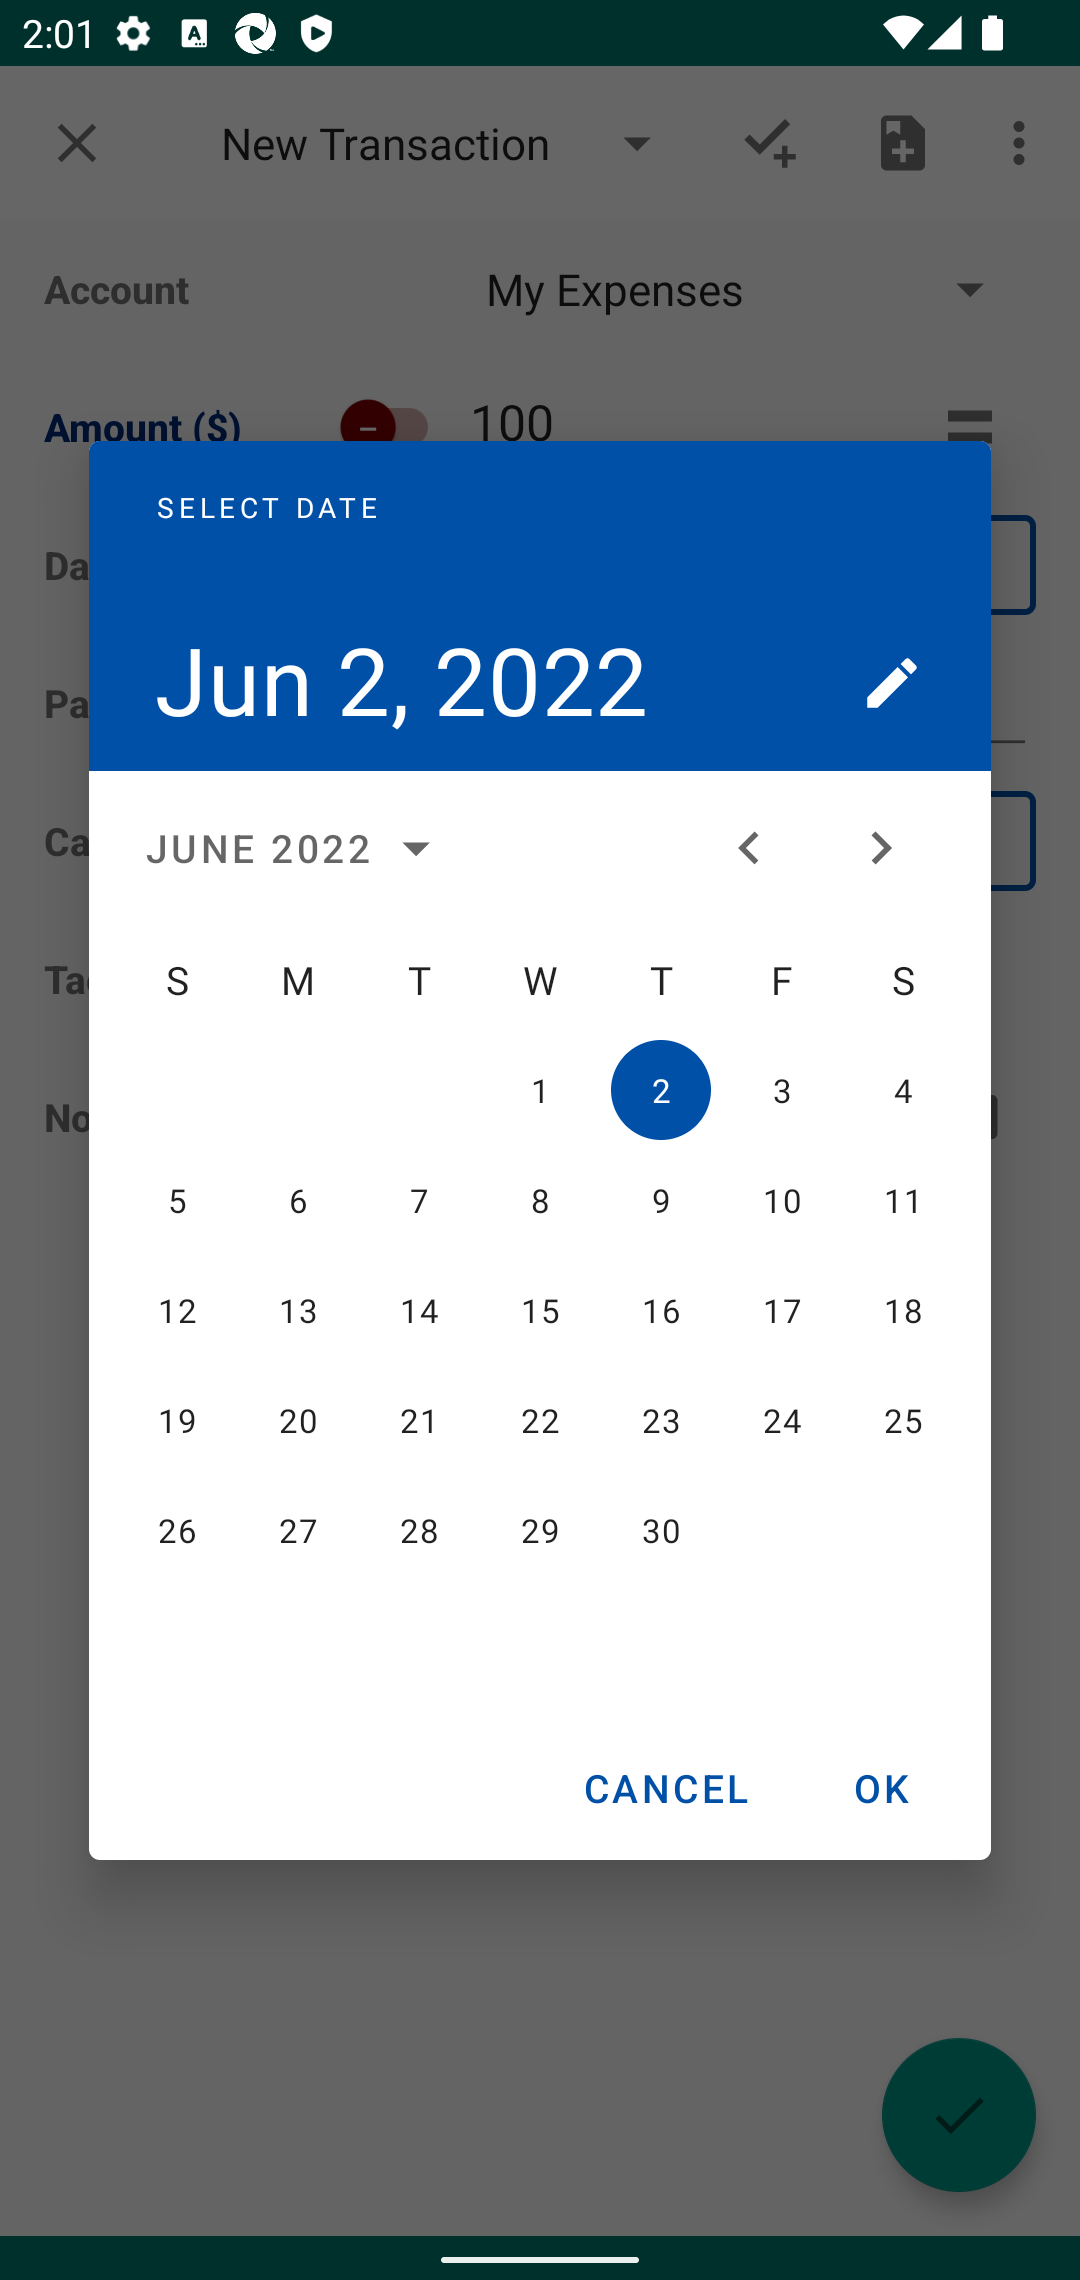 2:01
New Transaction
Account My Expenses
Amount ($) 100
SELECT DATE
Da
Jun 2, 2022
Pa
JUNE 2022
Ca
S M T W T F S
1 2 3 4
No
5 6 7 8 9 10 11
12 13 14 15 16 17 18
19 20 21 22 23 24 25
26 27 28 29 30
CANCEL OK